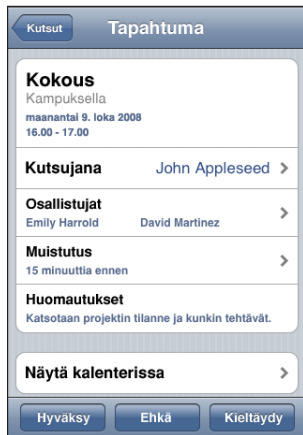 Kutsut Tapahtuma
Kokous
Kampuksella
maanantai 9. loka 2008
16.00 - 17.00
Kutsujana John Appleseed
Osallistujat
Emily Harrold David Martinez
Muistutus
15 minuuttia ennen
Huomautukset
Katsotaan projektin tilanne ja kunkin tehtävät.
Näytä kalenterissa
Hyväksy Ehkä Kieltäydy